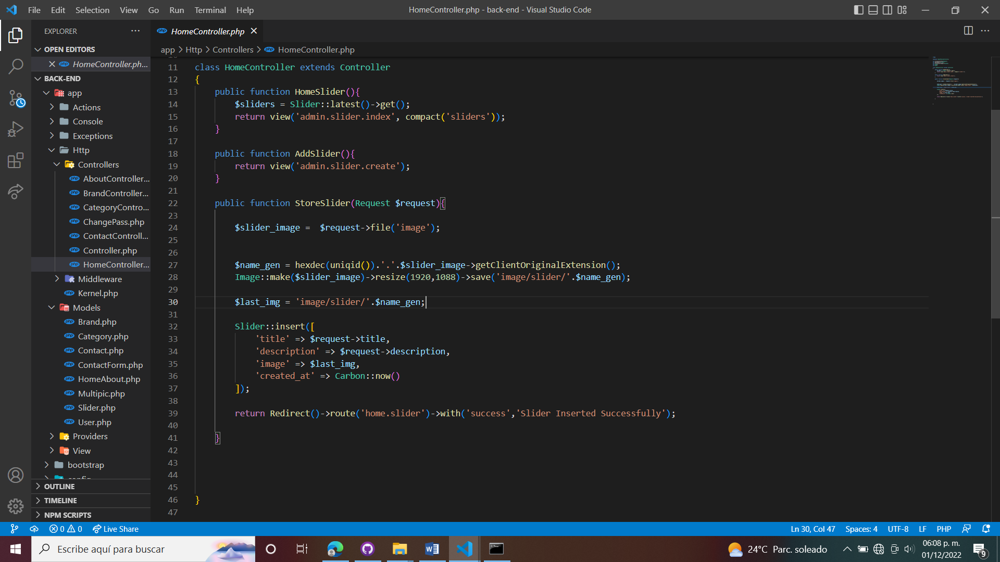 File Edit Selection View Go Run Terminal Help
HomeController.php - back-end - Visual Studio Code
EXPLORER
OPEN EDITORS
HomeController.ph...
BACK-END
app
Actions
Console
Exceptions
Http
Controllers
AboutController...
BrandController...
CategoryContro...
ChangePass.php
ContactControll...
Controller.php
HomeController...
Middleware
Kernel.php
Models
Brand.php
Category.php
Contact.php
ContactForm.php
HomeAbout.php
Multipic.php
Slider.php
User.php
Providers
View
bootstrap
OUTLINE
TIMELINE
NPM SCRIPTS
php HomeController.php
app > Http > Controllers > php HomeController.php
11 class HomeController extends Controller
12 {
13 public function HomeSlider(){
14 $sliders = Slider::latest()->get();
15 return view('admin.slider.index', compact('sliders'));
16 }
17
18 public function AddSlider(){
19 return view('admin.slider.create');
20 }
21
22 public function StoreSlider(Request $request){
23
24 $slider_image =  $request->file('image');
25
26
27 $name_gen = hexdec(uniqid()).'.'.$slider_image->getClientOriginalExtension();
28 Image::make($slider_image)->resize(1920,1088)->save('image/slider/'.$name_gen);
29
30 $last_img = 'image/slider/'.$name_gen;
31
32 Slider::insert([
33 'title' => $request->title,
34 'description' => $request->description,
35 'image' => $last_img,
36 'created_at' => Carbon::now()
37 ]);
38
39 return Redirect()->route('home.slider')->with('success','Slider Inserted Successfully');
40
41 }
42
43
44
45
46 }
47
0 0 Live Share
Ln 30, Col 47 Spaces: 4 UTF-8 LF PHP
Escribe aquí para buscar
24°C Parc. soleado
06:08 p. m.
01/12/2022
9